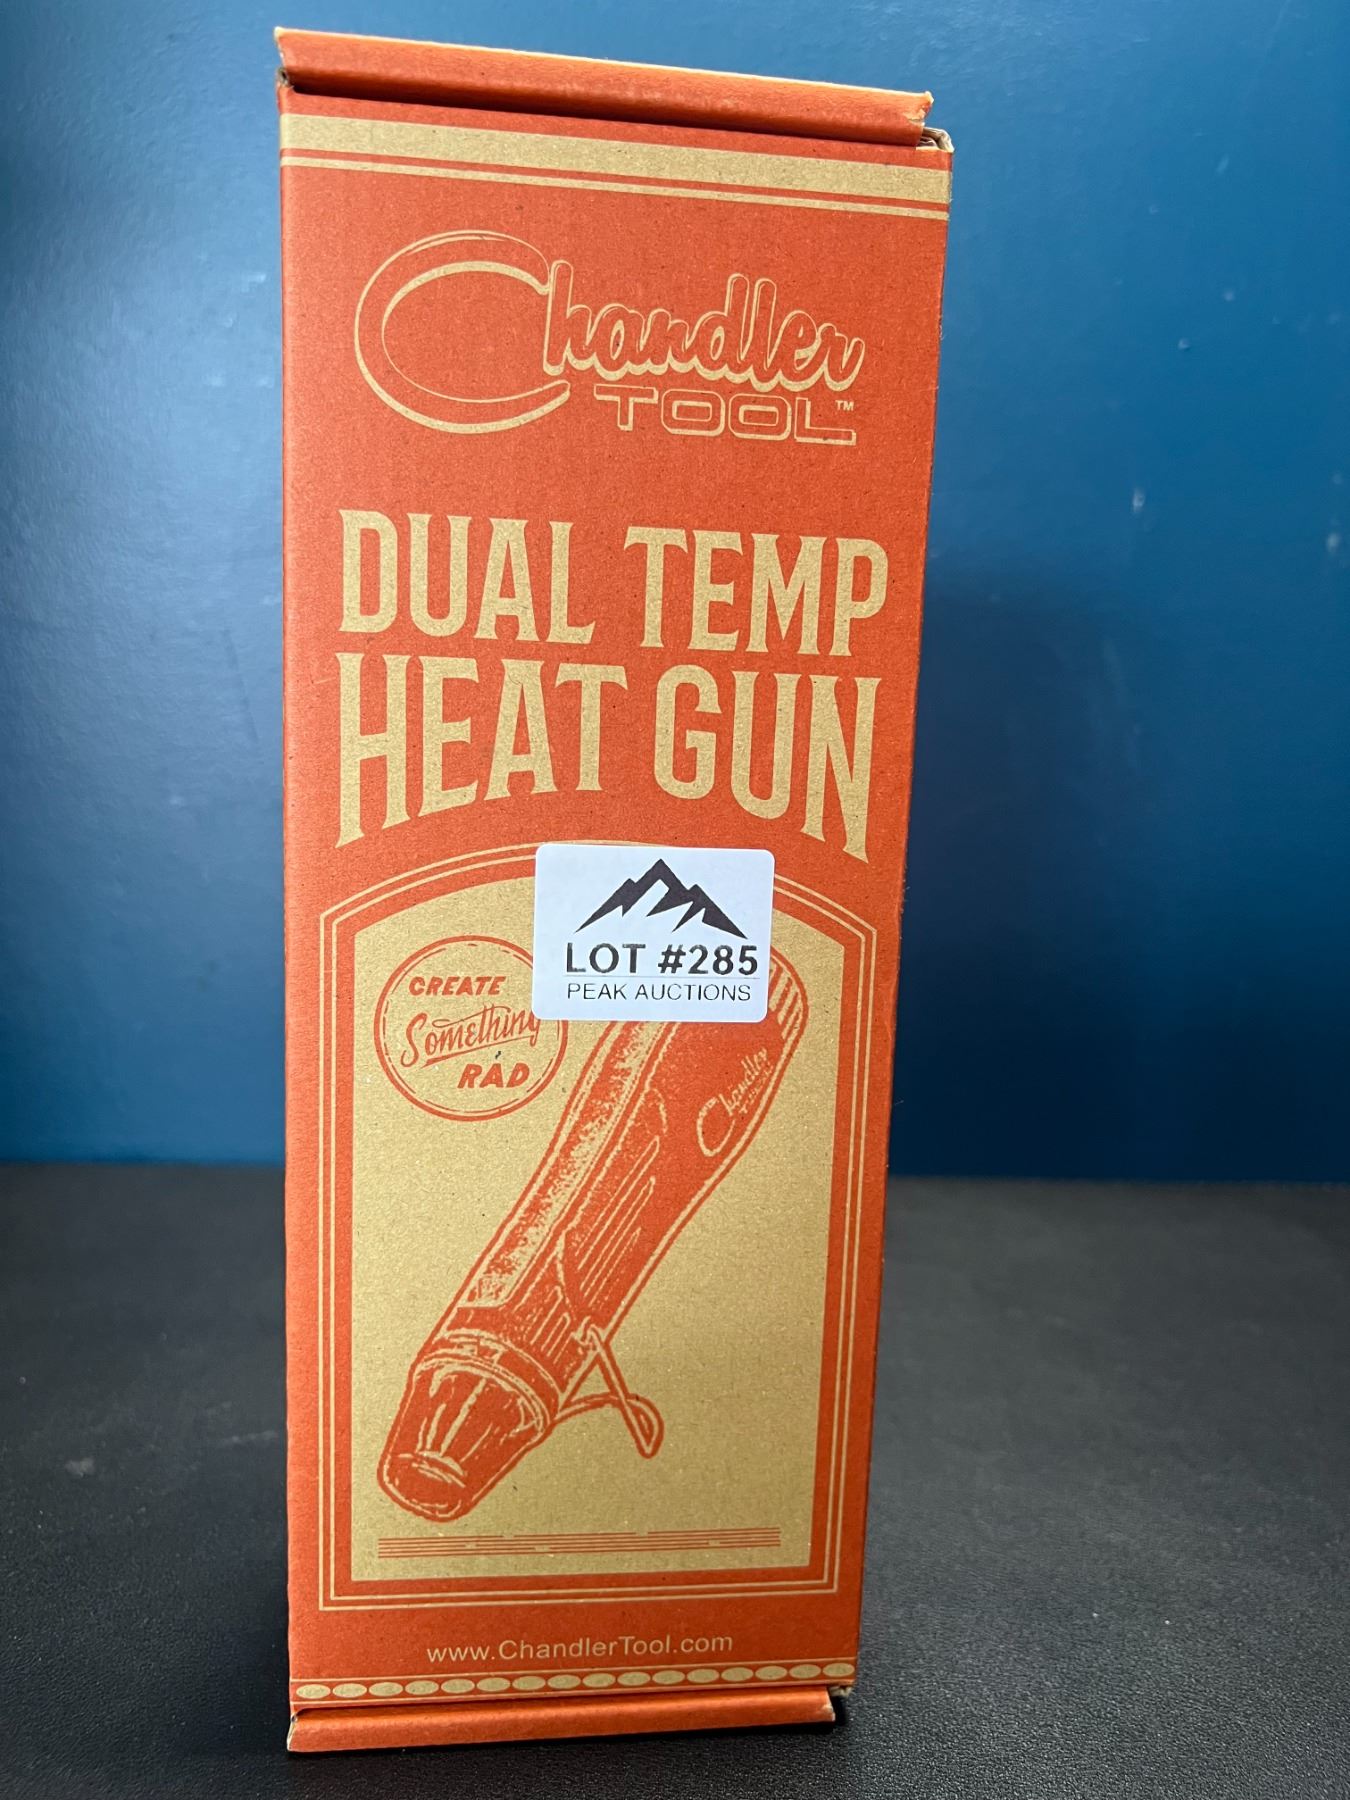 Chandler
TOOL™
DUAL TEMP
HEAT GUN
LOT #285
PEAK AUCTIONS
CREATE
Something
RAD
Chandler
www.ChandlerTool.com